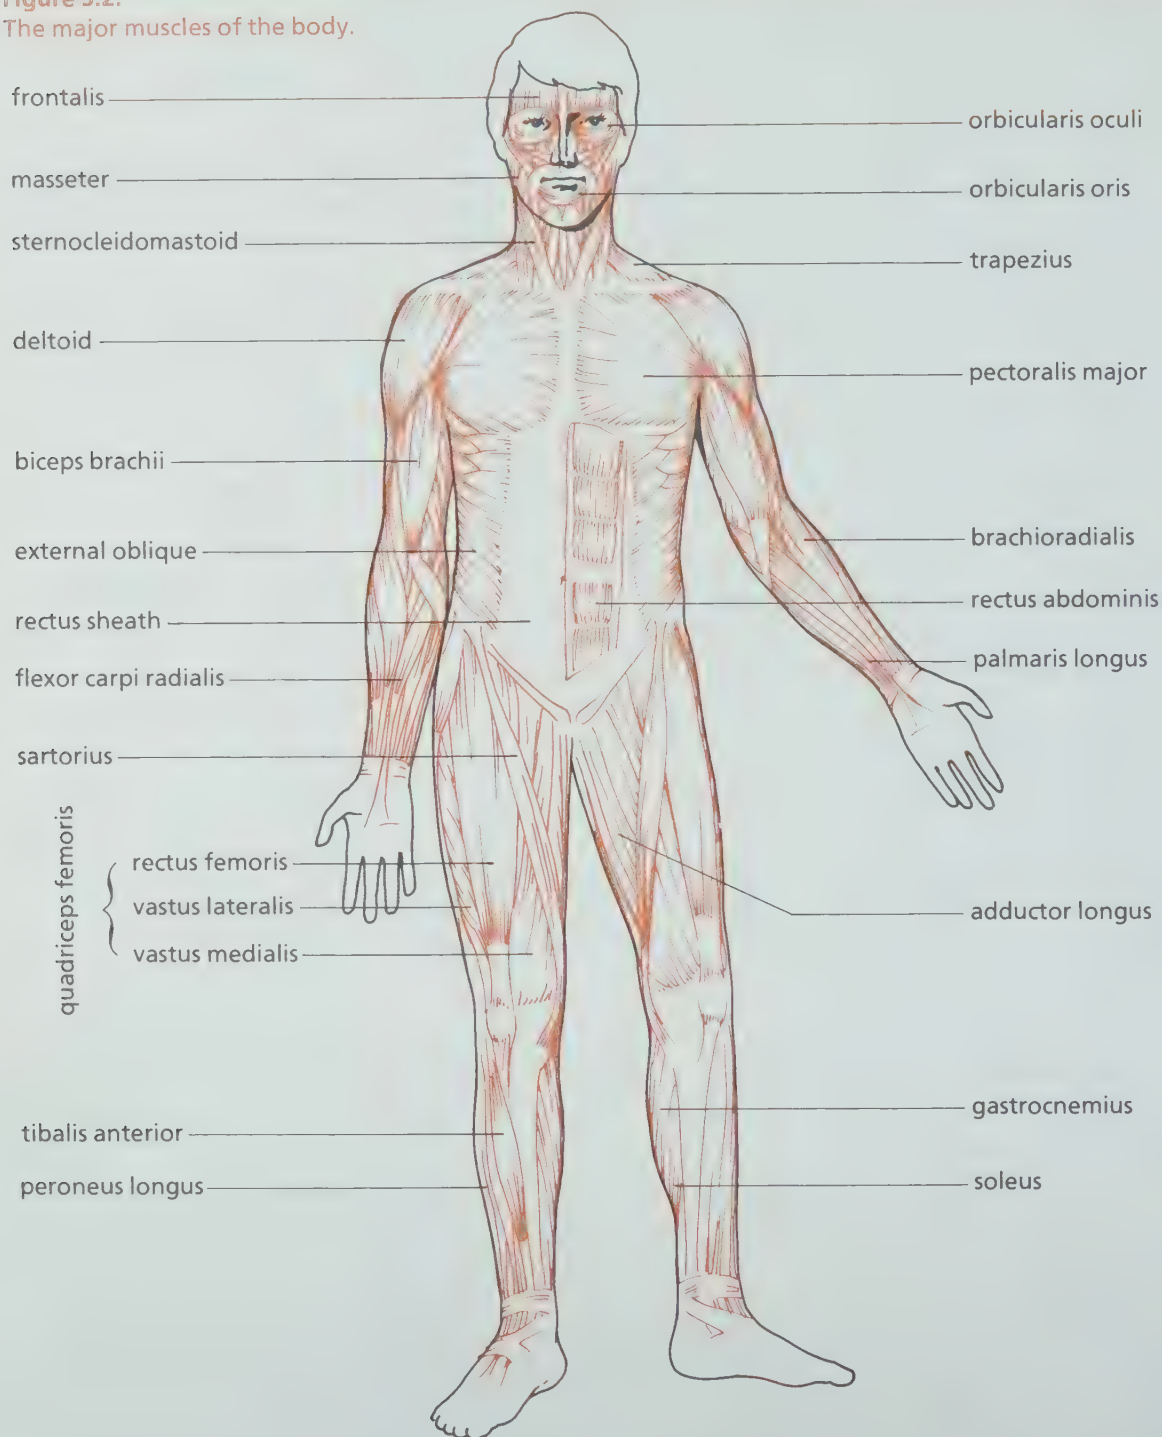 Figure 5.2.
The major muscles of the body.
frontalis
masseter
sternocleidomastoid
deltoid
biceps brachii
external oblique
rectus sheath
flexor carpi radialis
sartorius
quadriceps femoris
rectus femoris
vastus lateralis
vastus medialis
tibalis anterior
peroneus longus
orbicularis oculi
orbicularis oris
trapezius
pectoralis major
brachioradialis
rectus abdominis
palmaris longus
adductor longus
gastrocnemius
soleus